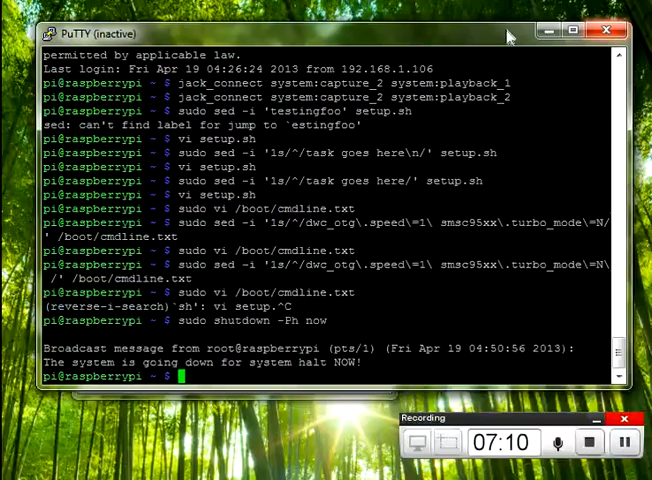 PuTTY (inactive)
permitted by applicable law.
Last login: Fri Apr 19 04:26:24 2013 from 192.168.1.106
pi@raspberrypi ~ $ jack_connect system:capture_2 system:playback_1
pi@raspberrypi ~ $ jack_connect system:capture_2 system:playback_2
pi@raspberrypi ~ $ sudo sed -i 'testingfoo' setup.sh
sed: can't find label for jump to `estingfoo'
pi@raspberrypi ~ $ vi setup.sh
pi@raspberrypi ~ $ sudo sed -i '1s/^/task goes here\n/' setup.sh
pi@raspberrypi ~ $ vi setup.sh
pi@raspberrypi ~ $ sudo sed -i '1s/^/task goes here/' setup.sh
pi@raspberrypi ~ $ vi setup.sh
pi@raspberrypi ~ $ sudo vi /boot/cmdline.txt
pi@raspberrypi ~ $ sudo sed -i '1s/^/dwc_otg\.speed\=1\ smsc95xx\.turbo_mode\=N/
' /boot/cmdline.txt
pi@raspberrypi ~ $ sudo vi /boot/cmdline.txt
pi@raspberrypi ~ $ sudo sed -i '1s/^/dwc_otg\.speed\=1\ smsc95xx\.turbo_mode\=N\
/' /boot/cmdline.txt
pi@raspberrypi ~ $ sudo vi /boot/cmdline.txt
(reverse-i-search)`sh': vi setup.^C
pi@raspberrypi ~ $ sudo shutdown -Ph now
Broadcast message from root@raspberrypi (pts/1) (Fri Apr 19 04:50:56 2013):
The system is going down for system halt NOW!
pi@raspberrypi ~ $
Recording
07:10